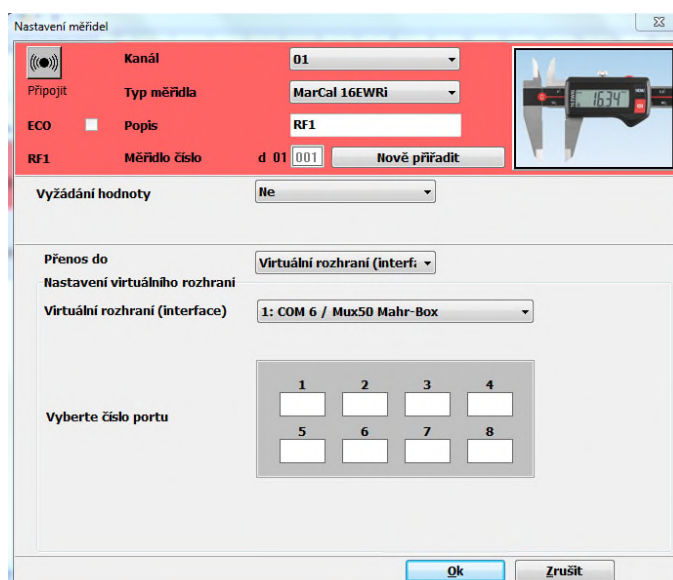 Nastavení měřidel
Kanál 01
Připojit Typ měřidla MarCal 16EWRi
ECO Popis RF1
RF1 Měřidlo číslo d 01 001 Nově přiřadit
1634
Vyžádání hodnoty Ne
Přenos do Virtuální rozhraní (interfa
Nastavení virtuálního rozhraní
Virtuální rozhraní (interface) 1: COM 6 / Mux50 Mahr-Box
1 2 3 4
Vyberte číslo portu
5 6 7 8
Ok Zrušit